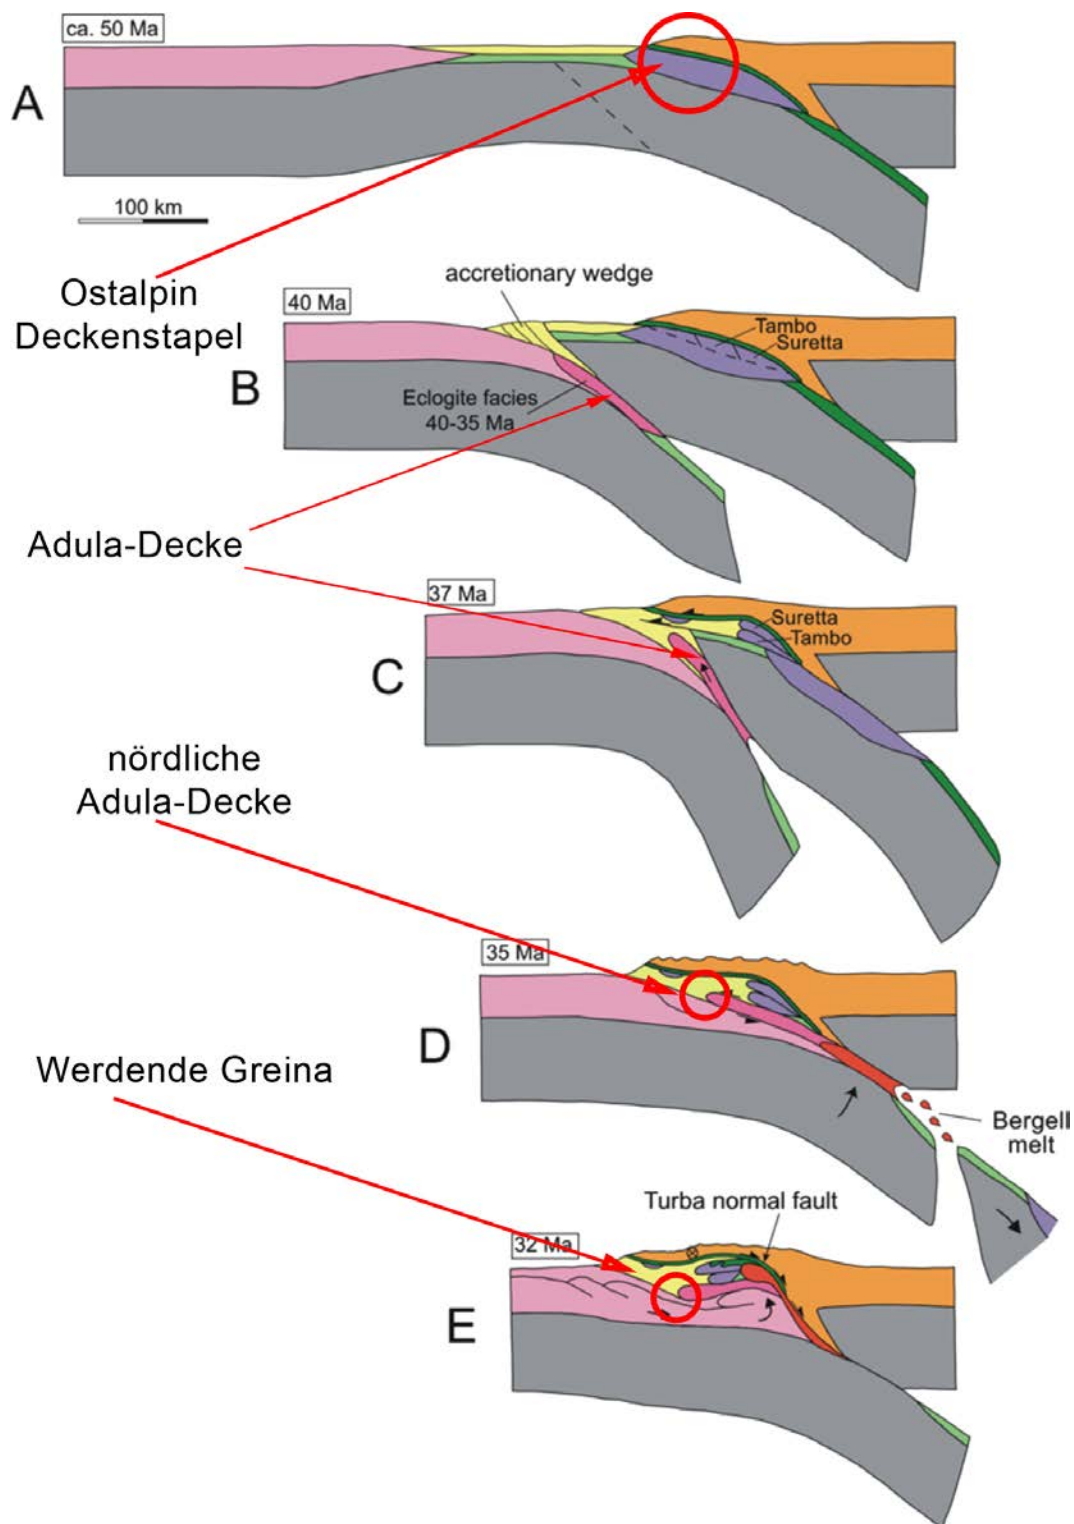 ca. 50 Ma
A
100 km
Ostalpin
Deckenstapel
accretionary wedge
40 Ma
Tambo
Suretta
B
Eclogite facies
40-35 Ma
Adula-Decke
37 Ma
Suretta
Tambo
C
nördliche
Adula-Decke
35 Ma
D
Werdende Greina
Bergell
melt
Turba normal fault
32 Ma
E